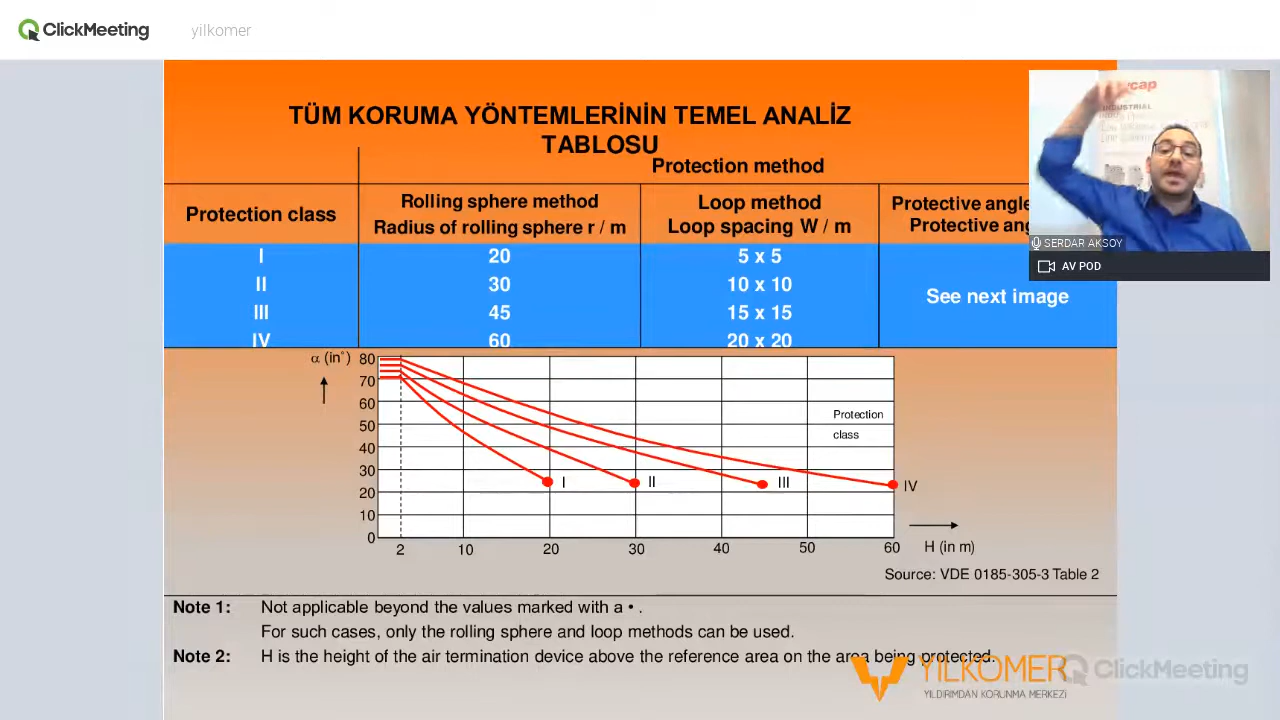 ClickMeeting
yilkomer
TÜM KORUMA YÖNTEMLERİNİN TEMEL ANALİZ
TABLOSU
Protection method
Protection class
Rolling sphere method
Radius of rolling sphere r / m
Loop method
Loop spacing W / m
Protective angle
Protective
I
20
5 x 5
II
30
10 x 10
III
45
15 x 15
IV
60
20 x 20
See next image
SERDAR AKSOY
AV POD
INDUSTRIAL
α (in°)
80
70
60
50
40
30
20
10
0
2
10
20
30
40
50
60
H (in m)
I
II
III
IV
Protection
class
Source: VDE 0185-305-3 Table 2
Note 1: Not applicable beyond the values marked with a • .
For such cases, only the rolling sphere and loop methods can be used.
Note 2: H is the height of the air termination device above the reference area on the area being protected.
YILKOMER
YILDIRIMDAN KORUNMA MERKEZİ
ClickMeeting